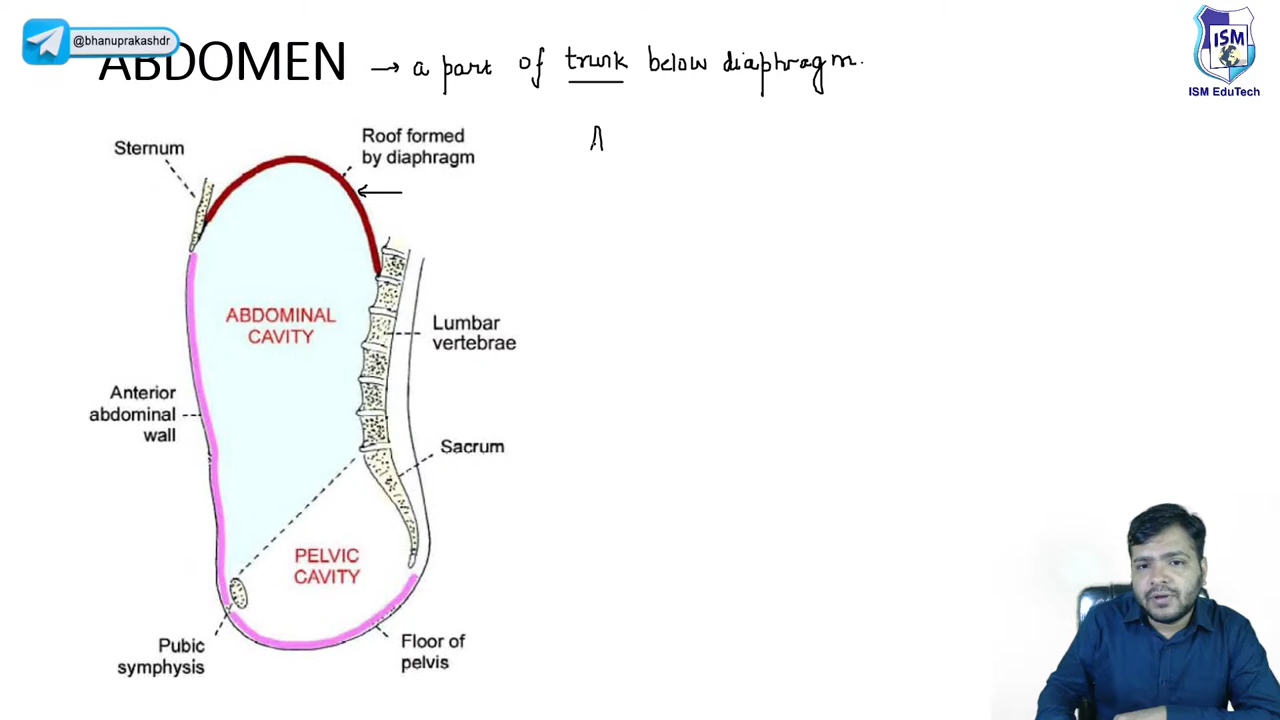 @bhanuprakashdr
ABDOMEN → a part of trunk below diaphragm.
ISM
ISM EduTech
A
Sternum
Roof formed
by diaphragm
ABDOMINAL
CAVITY
Lumbar
vertebrae
Anterior
abdominal
wall
Sacrum
PELVIC
CAVITY
Pubic
symphysis
Floor of
pelvis